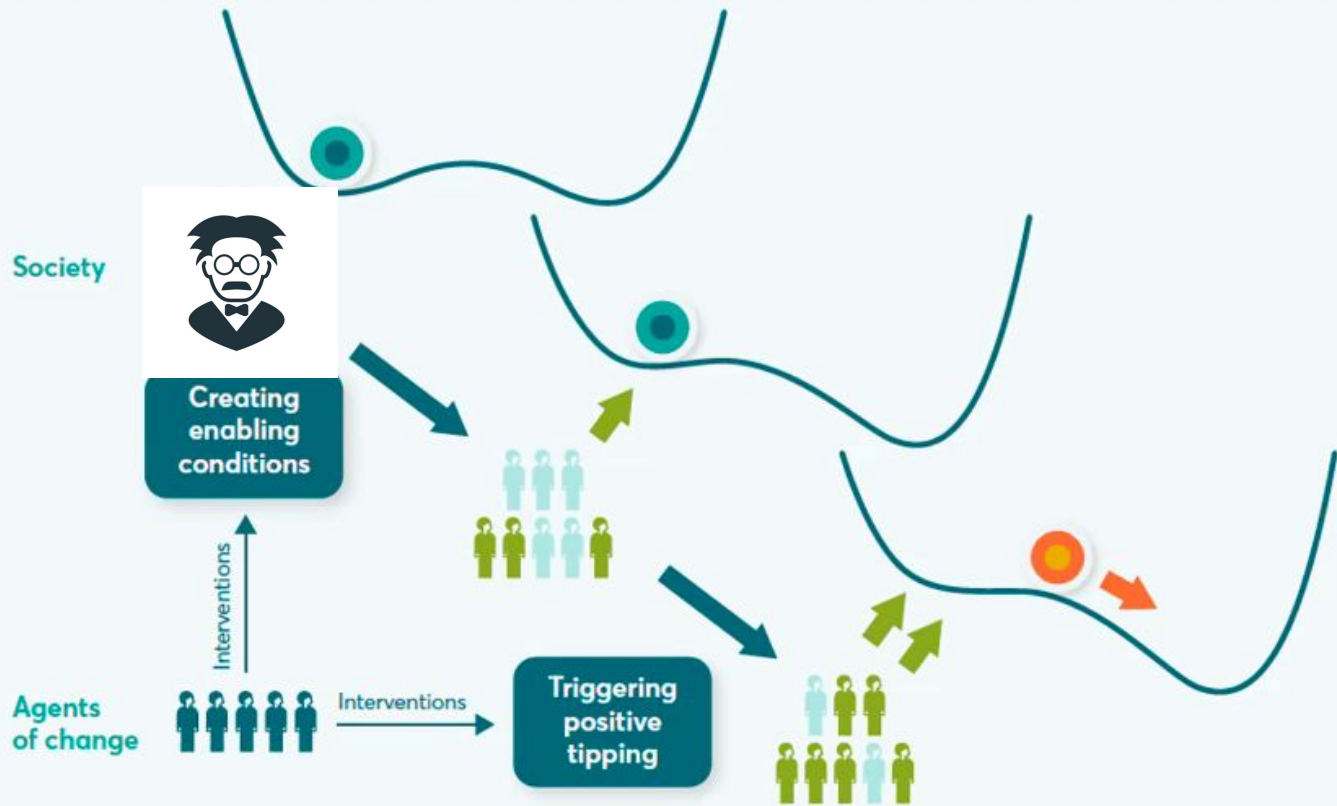 Society
Creating
enabling
conditions
Interventions
Agents
of change
Interventions
Triggering
positive
tipping